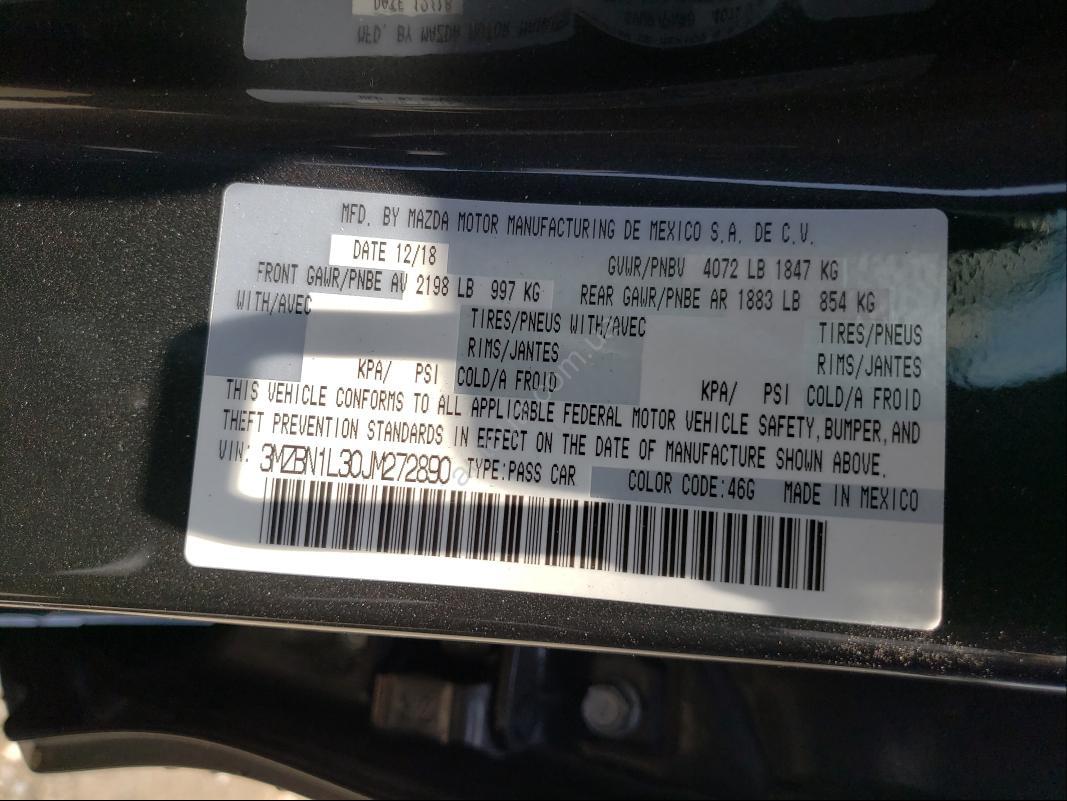 MFD. BY MAZDA MOTOR MANUFACTURING DE MEXICO S.A. DE C.V.
DATE 12/18 GVWR/PNBV 4072 LB 1847 KG
FRONT GAWR/PNBE AV 2198 LB 997 KG REAR GAWR/PNBE AR 1883 LB 854 KG
WITH/AVEC TIRES/PNEUS WITH/AVEC TIRES/PNEUS
RIMS/JANTES RIMS/JANTES
KPA/ PSI COLD/A FROID KPA/ PSI COLD/A FROID
THIS VEHICLE CONFORMS TO ALL APPLICABLE FEDERAL MOTOR VEHICLE SAFETY, BUMPER, AND
THEFT PREVENTION STANDARDS IN EFFECT ON THE DATE OF MANUFACTURE SHOWN ABOVE.
VIN: 3MZBN1L30JM272890 TYPE:PASS CAR COLOR CODE:46G MADE IN MEXICO